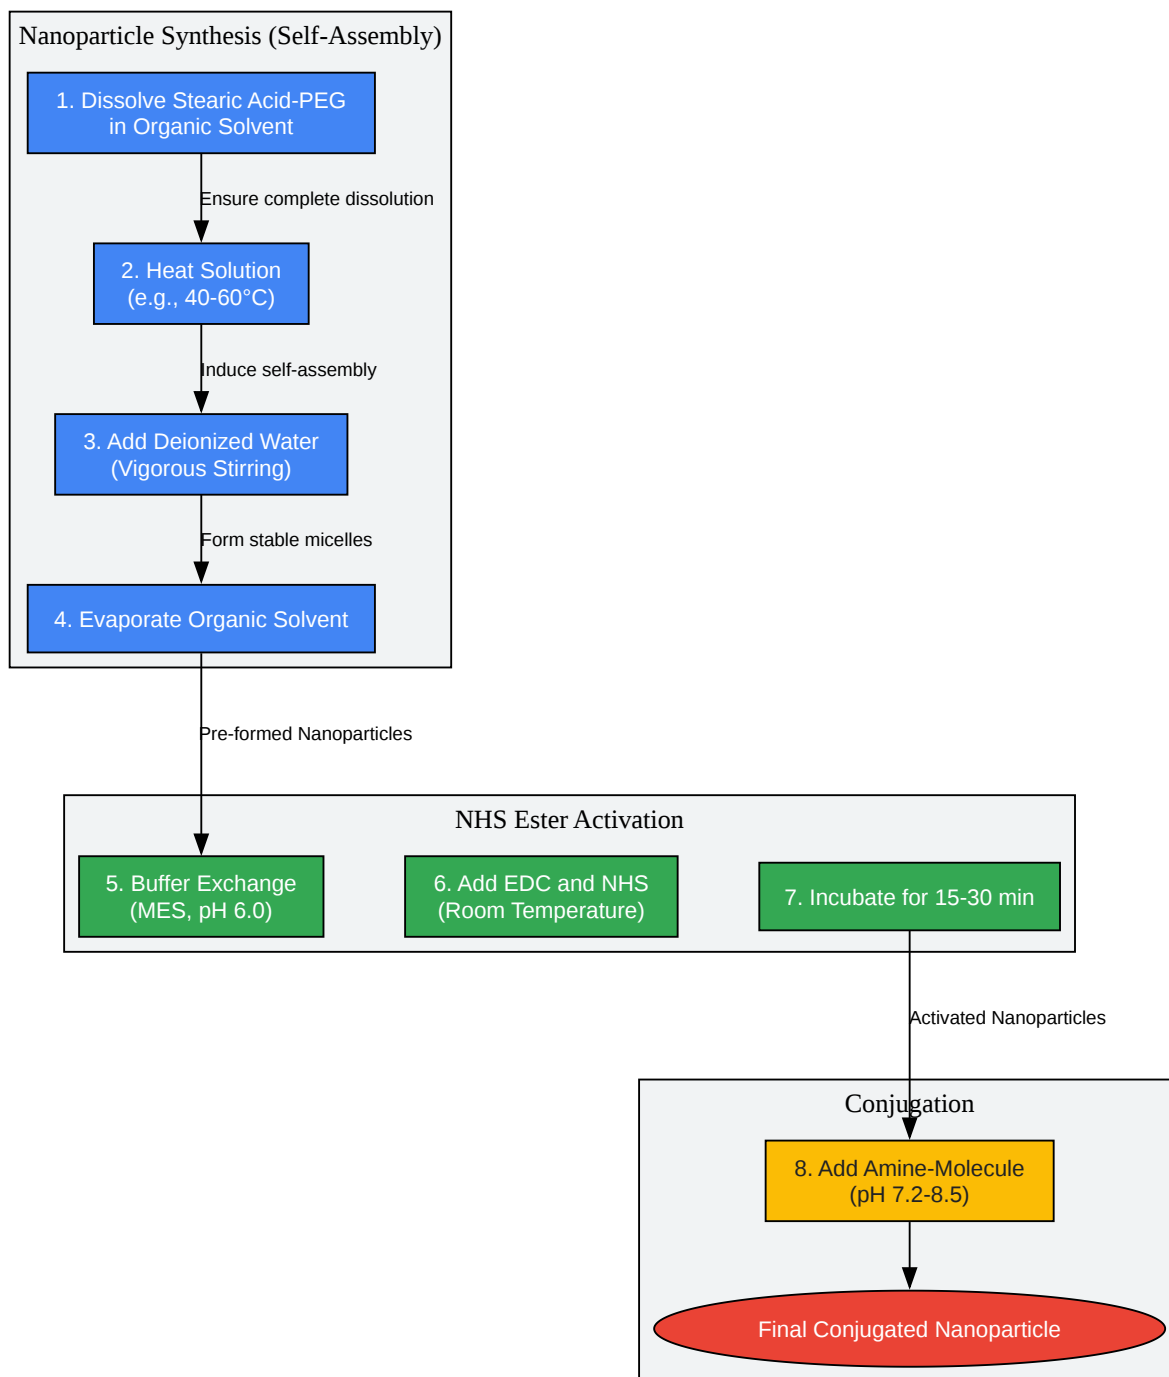 Nanoparticle Synthesis (Self-Assembly)
1. Dissolve Stearic Acid-PEG
in Organic Solvent
Ensure complete dissolution
2. Heat Solution
(e.g., 40-60°C)
Induce self-assembly
3. Add Deionized Water
(Vigorous Stirring)
Form stable micelles
4. Evaporate Organic Solvent
Pre-formed Nanoparticles
NHS Ester Activation
5. Buffer Exchange
(MES, pH 6.0)
6. Add EDC and NHS
(Room Temperature)
7. Incubate for 15-30 min
Activated Nanoparticles
Conjugation
8. Add Amine-Molecule
(pH 7.2-8.5)
Final Conjugated Nanoparticle